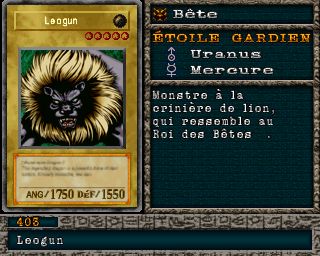 Leogun
ANG/1750 DÉF/1550
Bête
ÉTOILE GARDIEN
Uranus
Mercure
Monstre à la
crinière de lion,
qui ressemble au
Roi des Bêtes .
403
Leogun